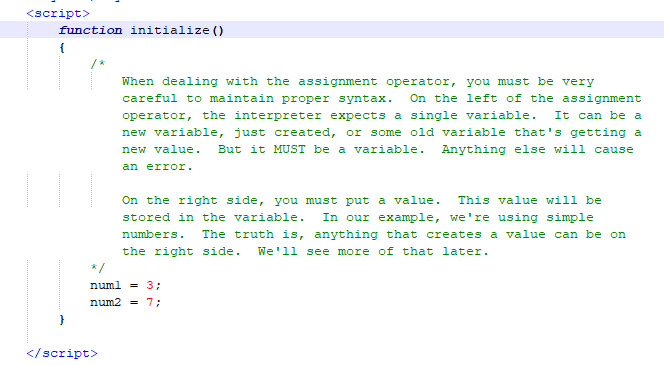 <script>
function initialize()
{
/*
When dealing with the assignment operator, you must be very
careful to maintain proper syntax.  On the left of the assignment
operator, the interpreter expects a single variable.  It can be a
new variable, just created, or some old variable that's getting a
new value.  But it MUST be a variable.  Anything else will cause
an error.

On the right side, you must put a value.  This value will be
stored in the variable.  In our example, we're using simple
numbers.  The truth is, anything that creates a value can be on
the right side.  We'll see more of that later.
*/
num1 = 3;
num2 = 7;
}

</script>